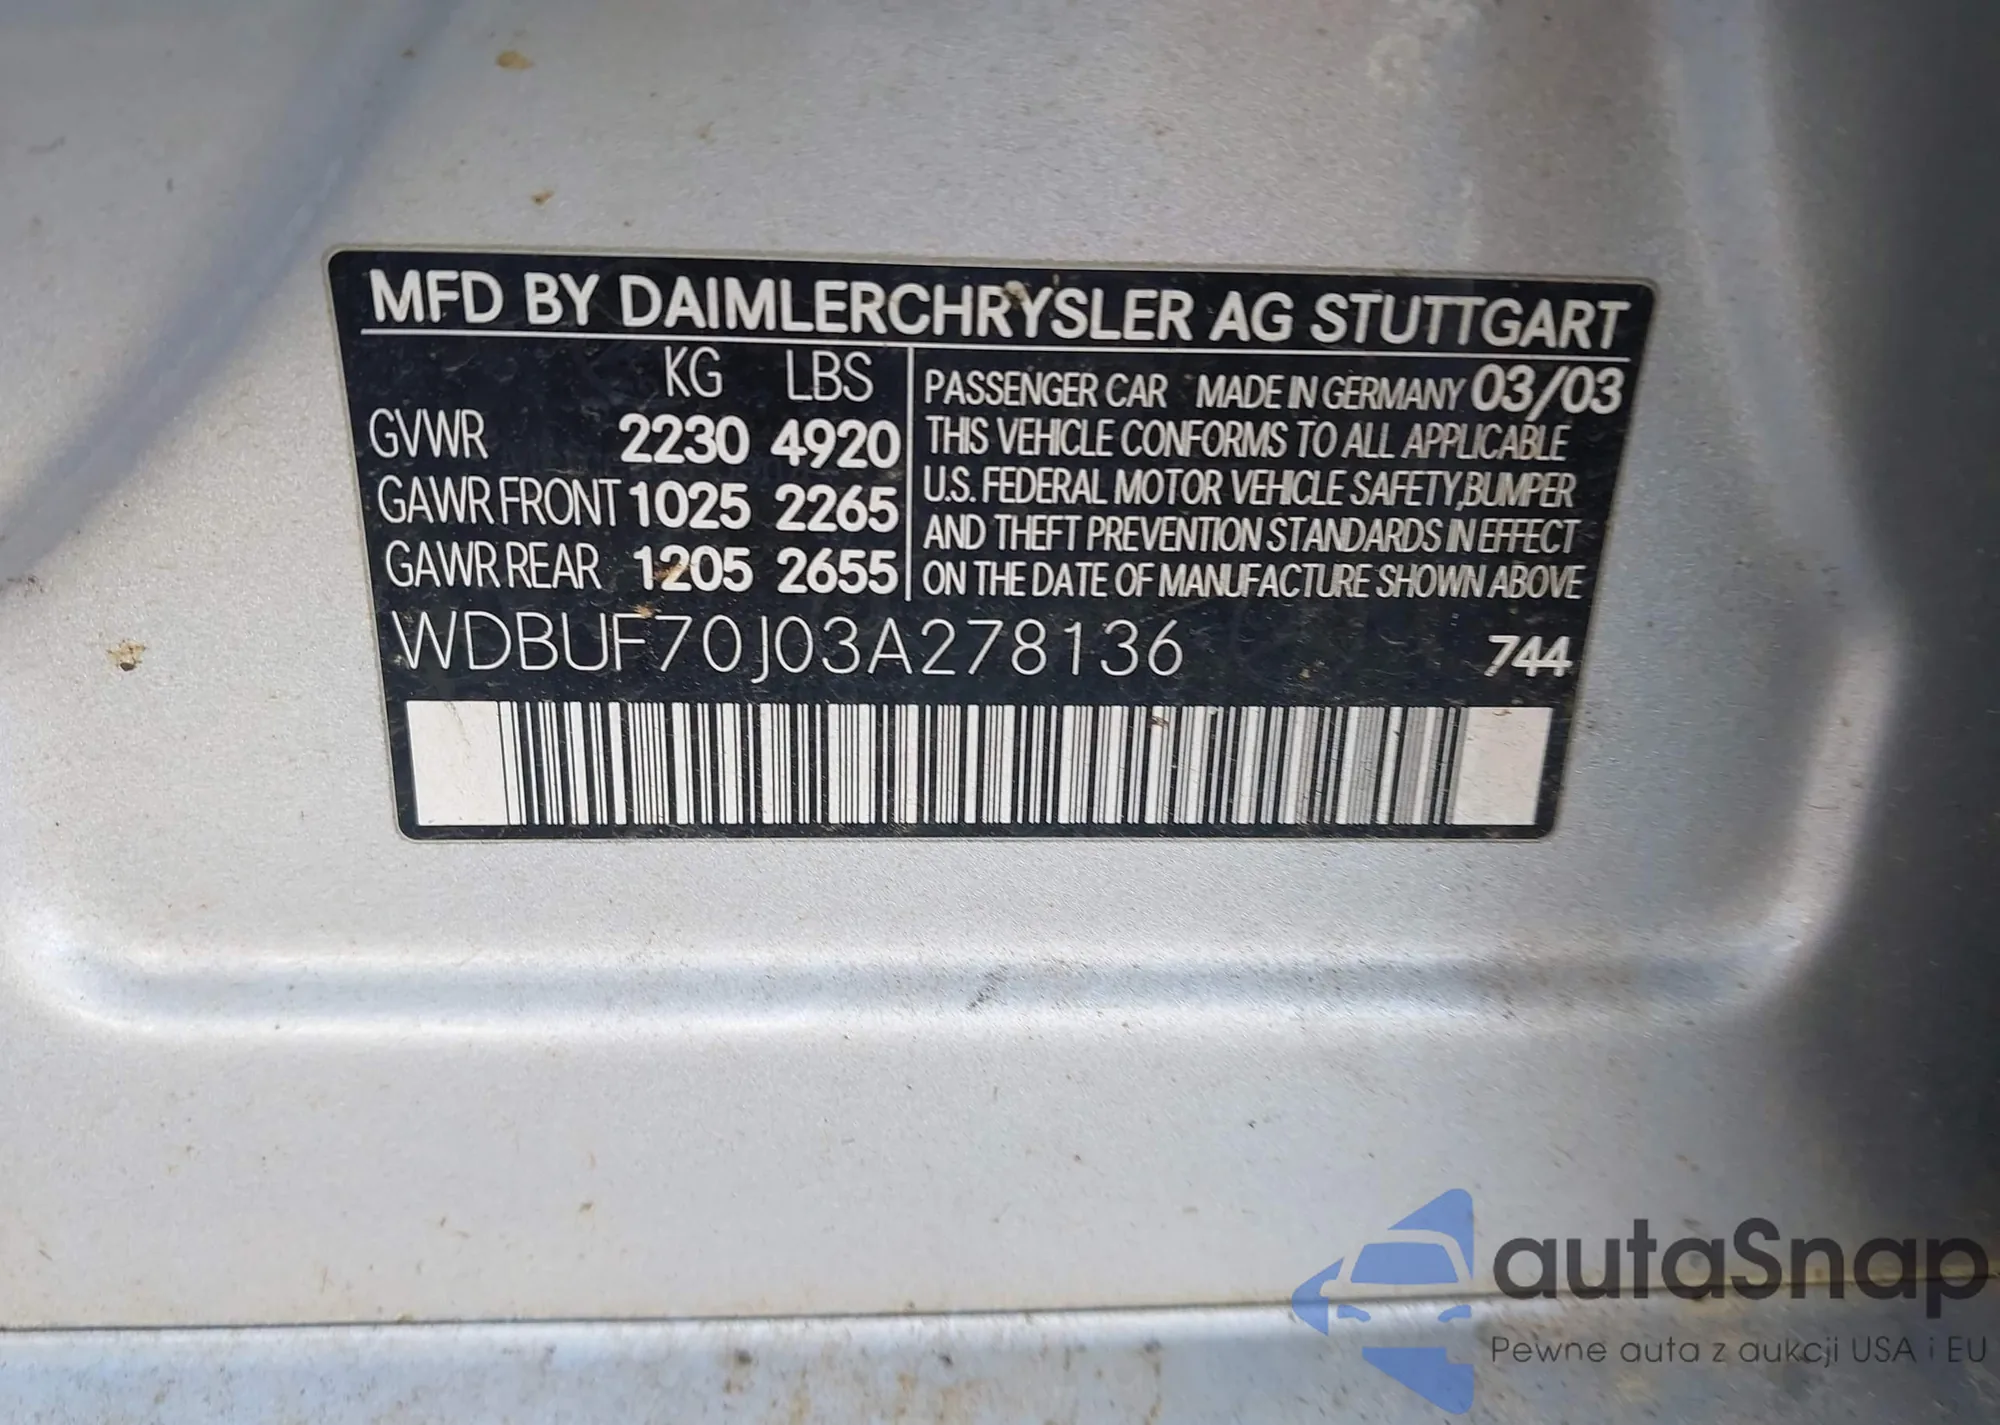 MFD BY DAIMLERCHRYSLER AG STUTTGART
KG LBS
GVWR 2230 4920
GAWR FRONT 1025 2265
GAWR REAR 1205 2655
PASSENGER CAR MADE IN GERMANY 03/03
THIS VEHICLE CONFORMS TO ALL APPLICABLE
U.S. FEDERAL MOTOR VEHICLE SAFETY,BUMPER
AND THEFT PREVENTION STANDARDS IN EFFECT
ON THE DATE OF MANUFACTURE SHOWN ABOVE
WDBUF70J03A278136 744
autaSnap
Pewne auta z aukcji USA i EU